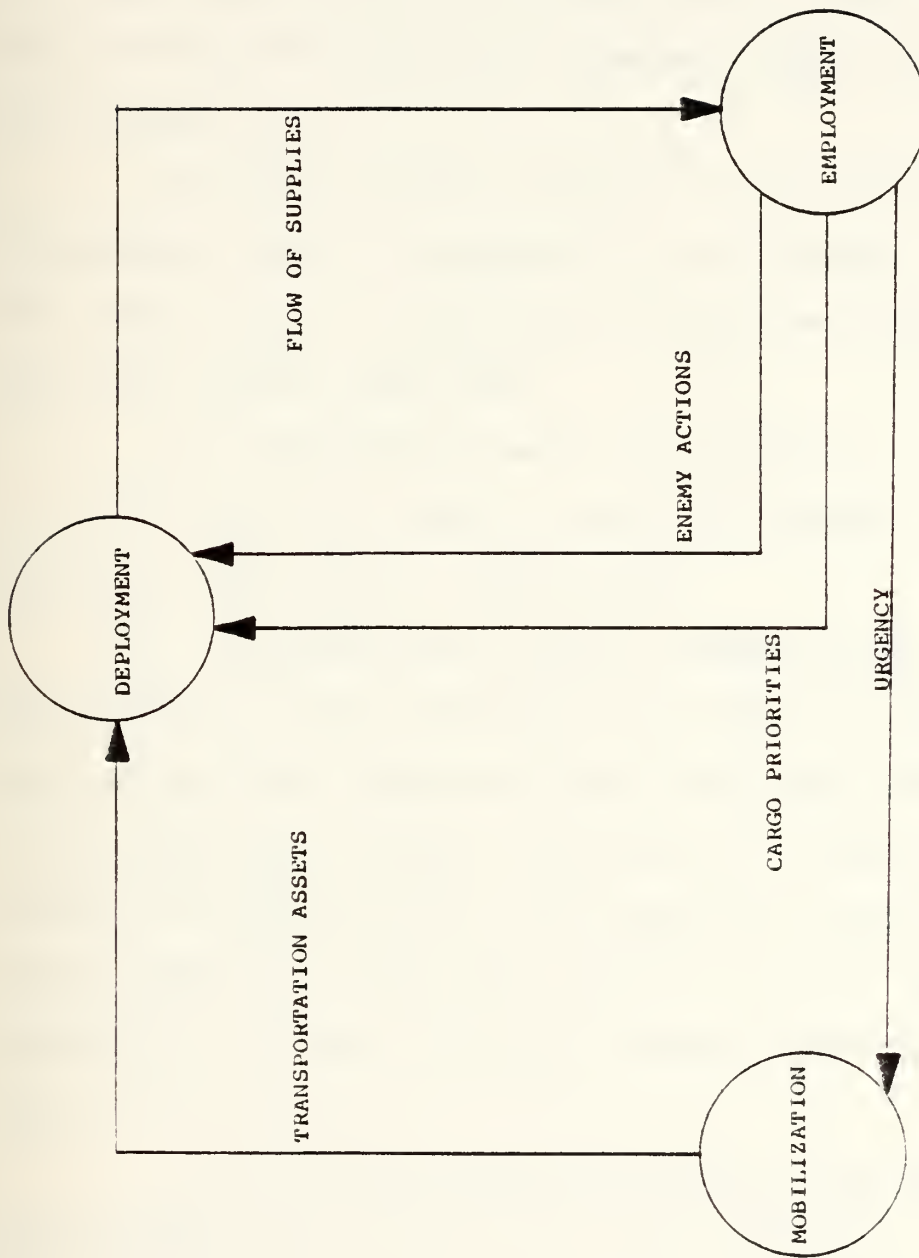 DEPLOYMENT
TRANSPORTATION ASSETS
FLOW OF SUPPLIES
ENEMY ACTIONS
CARGO PRIORITIES
URGENCY
MOBILIZATION
EMPLOYMENT